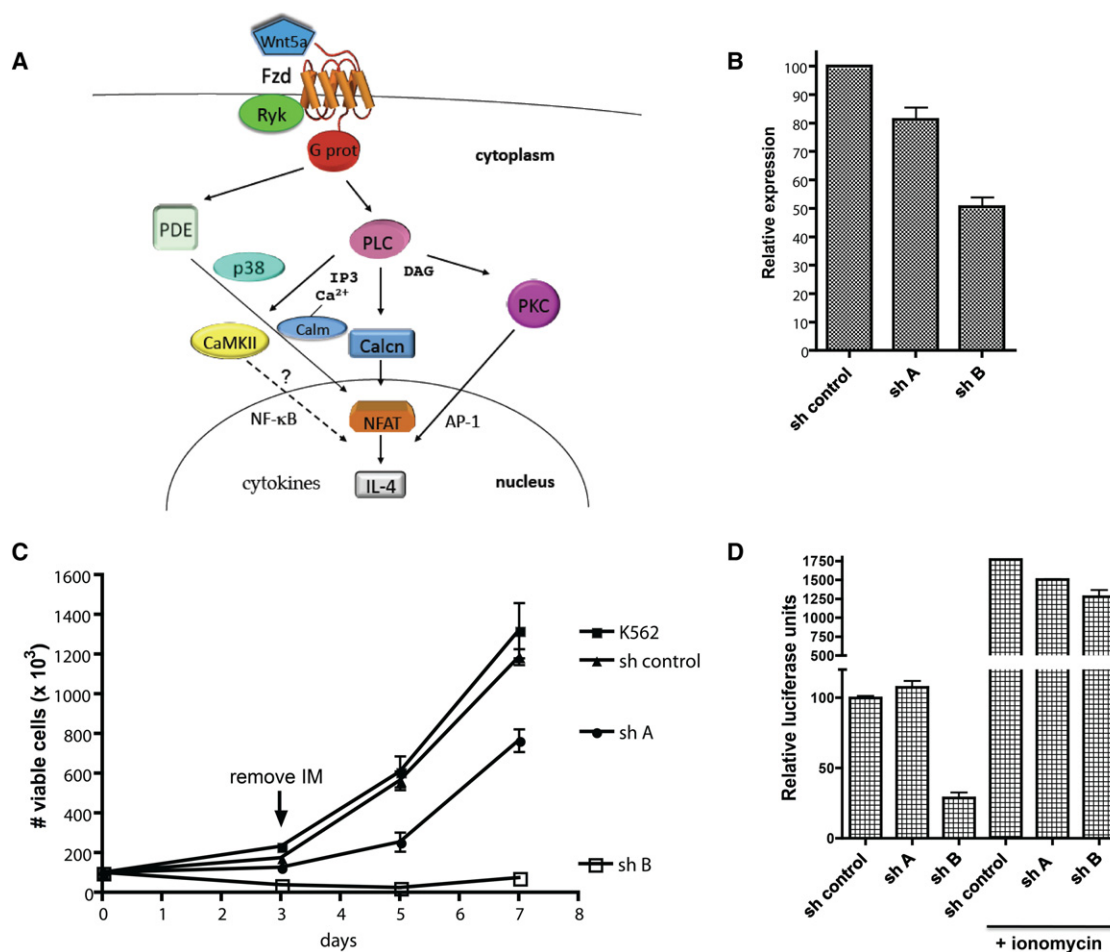 A
Wnt5a
Fzd
Ryk
G prot
cytoplasm
PDE
PLC
p38
IP3
DAG
Ca²⁺
PKC
Calm
CaMKII
Calcn
?
NF-κB
NFAT
AP-1
cytokines
IL-4
nucleus
B
Relative expression
100
90
80
70
60
50
40
30
20
10
0
sh control
sh A
sh B
C
# viable cells (x 10³)
1600
1400
1200
1000
800
600
400
200
0
remove IM
K562
sh control
sh A
sh B
0 1 2 3 4 5 6 7 8
days
D
Relative luciferase units
1750
1500
1250
1000
750
500
100
50
0
sh control
sh A
sh B
sh control
sh A
sh B
+ ionomycin